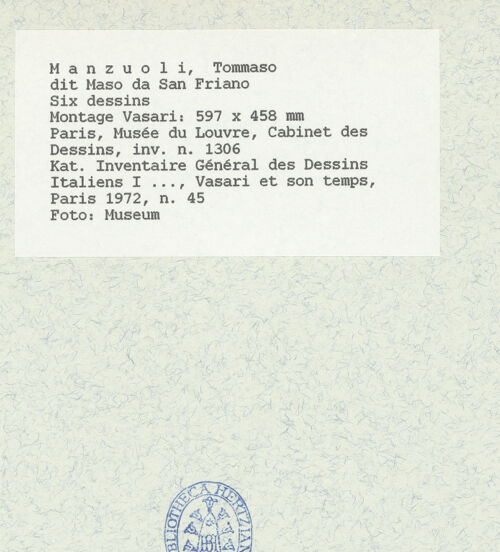 M a n z u o l i, Tommaso
dit Maso da San Friano
Six dessins
Montage Vasari: 597 x 458 mm
Paris, Musée du Louvre, Cabinet des
Dessins, inv. n. 1306
Kat. Inventaire Général des Dessins
Italiens I ..., Vasari et son temps,
Paris 1972, n. 45
Foto: Museum
BIBLIOTHECA HERTZIAN